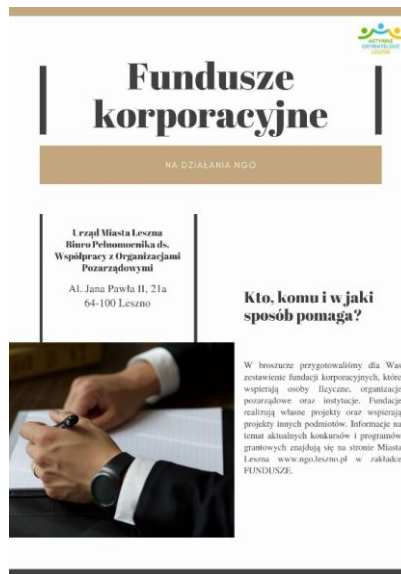 AKTYWNE
OBYWATELSKIE
LESZNO
Fundusze
korporacyjne
NA DZIAŁANIA NGO
Urząd Miasta Leszna
Biuro Pełnomocnika ds.
Współpracy z Organizacjami
Pozarządowymi
Al. Jana Pawła II, 21a
64-100 Leszno
Kto, komu i w jaki
sposób pomaga?
W broszurze przygotowaliśmy dla Was
zestawienie fundacji korporacyjnych, które
wspierają osoby fizyczne, organizacje
pozarządowe oraz instytucje. Fundacje
realizują własne projekty oraz wspierają
projekty innych podmiotów. Informacje na
temat aktualnych konkursów i programów
grantowych znajdują się na stronie Miasta
Leszna www.ngo.leszno.pl w zakładce
FUNDUSZE.